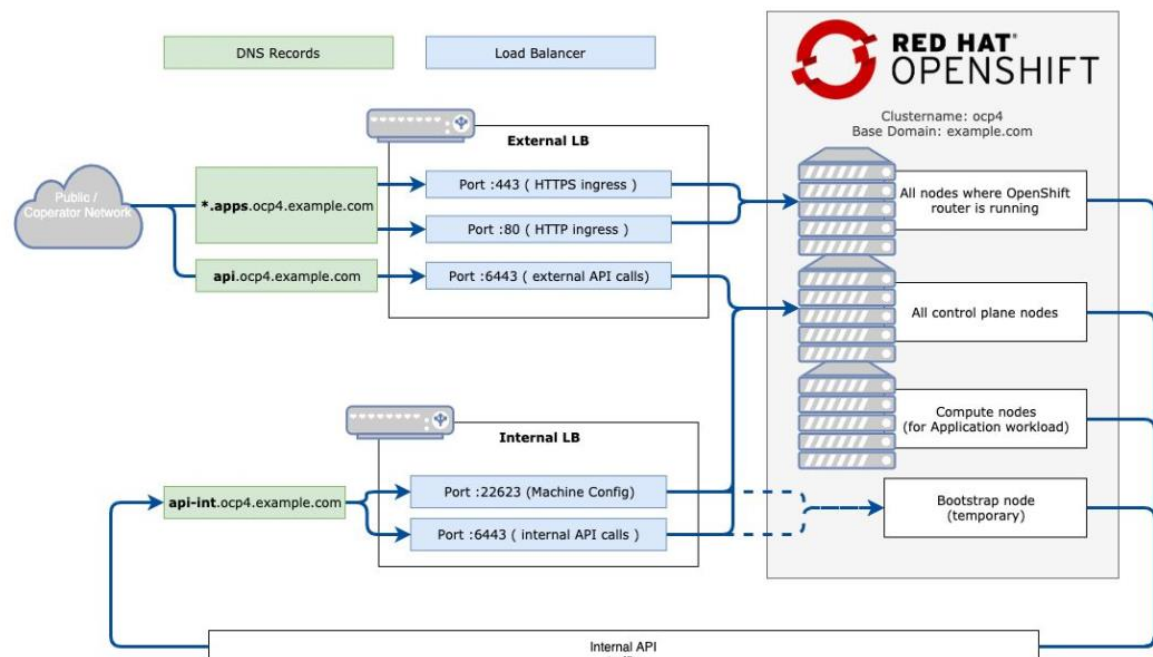 DNS Records
Load Balancer
RED HAT®
OPENSHIFT
Clustername: ocp4
Base Domain: example.com
External LB
Public /
Coperator Network
*.apps.ocp4.example.com
Port :443 ( HTTPS ingress )
Port :80 ( HTTP ingress )
All nodes where OpenShift
router is running
api.ocp4.example.com
Port :6443 ( external API calls)
All control plane nodes
Compute nodes
(for Application workload)
Internal LB
api-int.ocp4.example.com
Port :22623 (Machine Config)
Port :6443 ( internal API calls )
Bootstrap node
(temporary)
Internal API